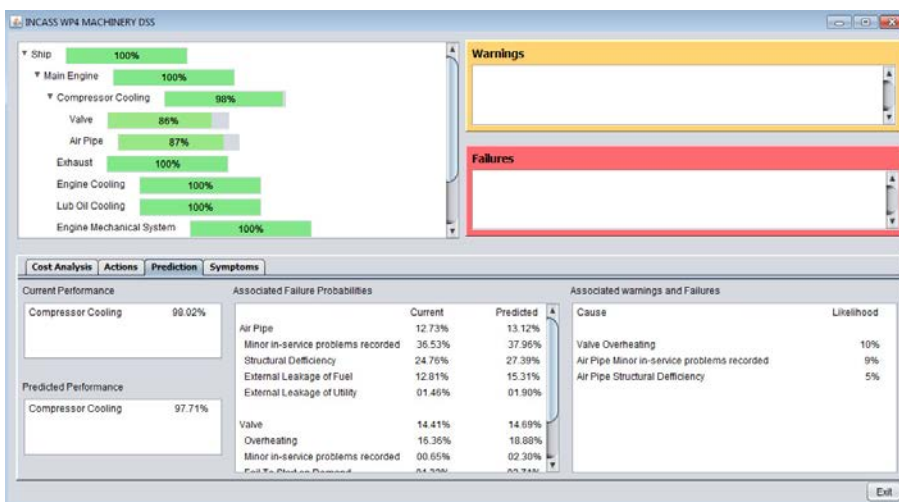 INCASS WP4 MACHINERY DSS
Ship 100%
Main Engine 100%
Compressor Cooling 98%
Valve 86%
Air Pipe 87%
Exhaust 100%
Engine Cooling 100%
Lub Oil Cooling 100%
Engine Mechanical System 100%
Warnings
Failures
Cost Analysis Actions Prediction Symptoms
Current Performance
Compressor Cooling 98.02%
Predicted Performance
Compressor Cooling 97.71%
Associated Failure Probabilities
Current Predicted
Air Pipe 12.73% 13.12%
Minor in-service problems recorded 36.53% 37.96%
Structural Defficiency 24.76% 27.39%
External Leakage of Fuel 12.81% 15.31%
External Leakage of Utility 01.46% 01.90%
Valve 14.41% 14.69%
Overheating 16.36% 18.88%
Minor in-service problems recorded 00.65% 02.30%
Associated warnings and Failures
Cause Likelihood
Valve Overheating 10%
Air Pipe Minor in-service problems recorded 9%
Air Pipe Structural Defficiency 5%
Exit